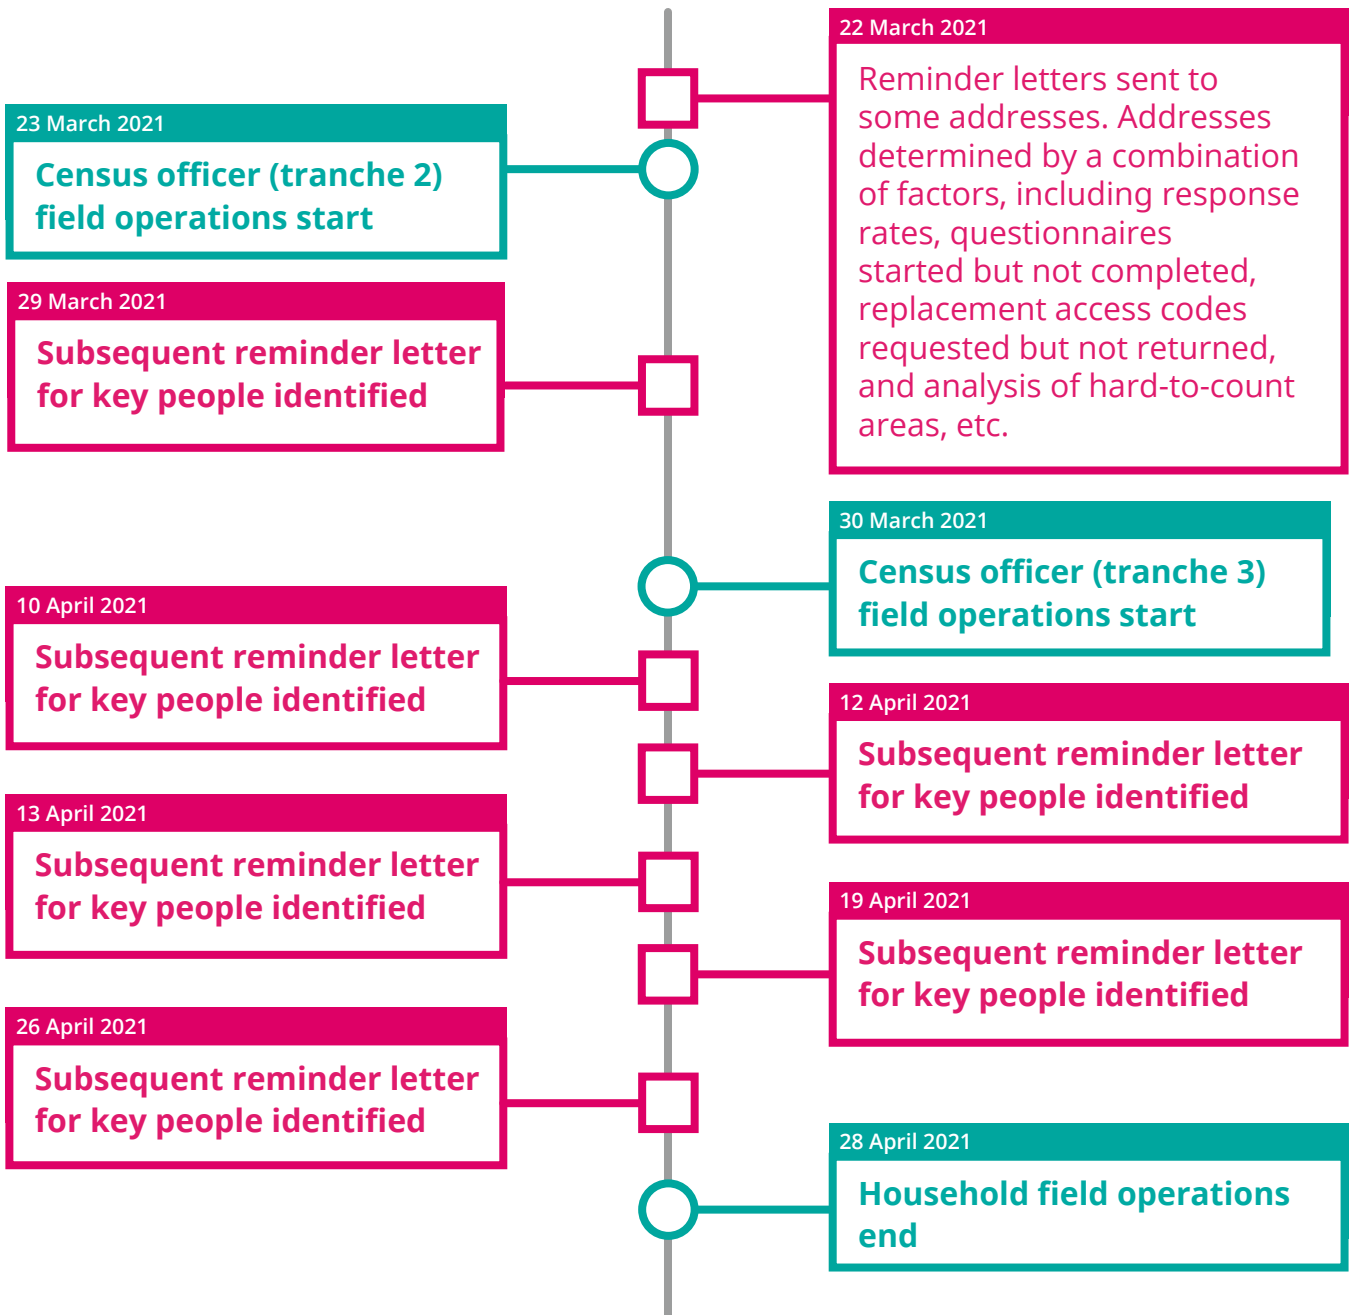 22 March 2021
Reminder letters sent to
some addresses. Addresses
determined by a combination
of factors, including response
rates, questionnaires
started but not completed,
replacement access codes
requested but not returned,
and analysis of hard-to-count
areas, etc.
23 March 2021
Census officer (tranche 2)
field operations start
29 March 2021
Subsequent reminder letter
for key people identified
30 March 2021
Census officer (tranche 3)
field operations start
10 April 2021
Subsequent reminder letter
for key people identified
12 April 2021
Subsequent reminder letter
for key people identified
13 April 2021
Subsequent reminder letter
for key people identified
19 April 2021
Subsequent reminder letter
for key people identified
26 April 2021
Subsequent reminder letter
for key people identified
28 April 2021
Household field operations
end